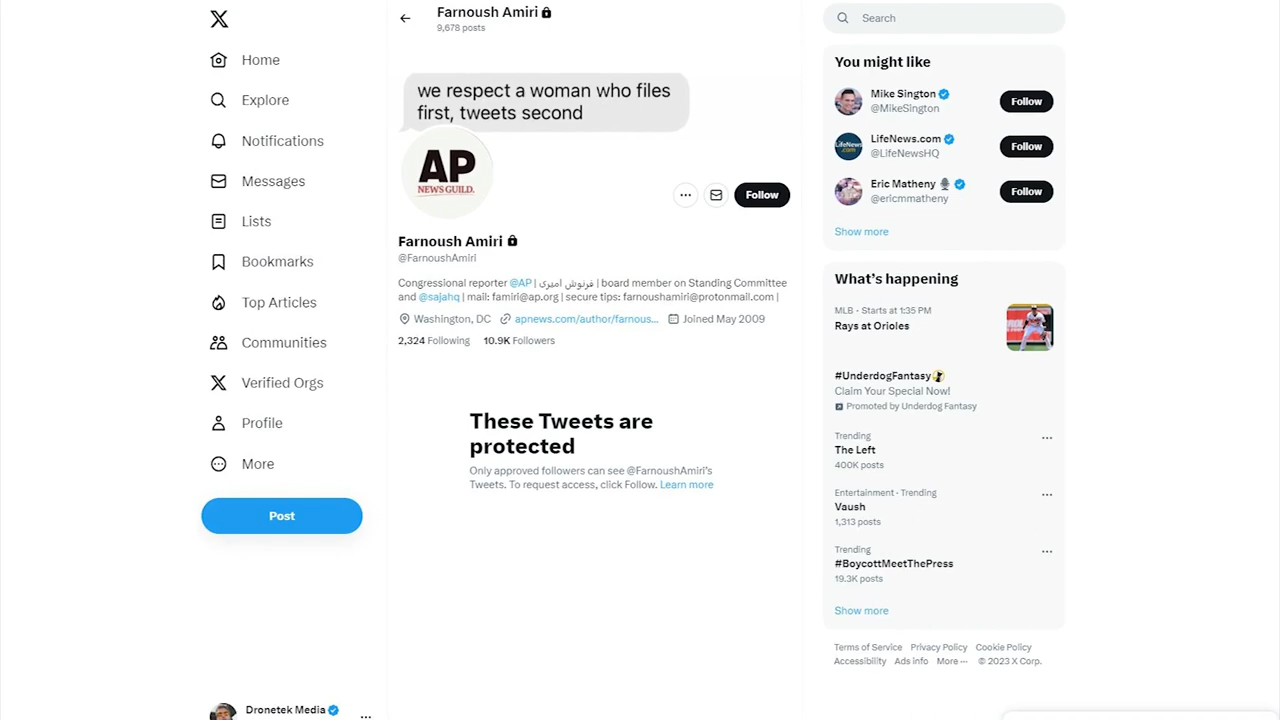 Home
Explore
Notifications
Messages
Lists
Bookmarks
Top Articles
Communities
Verified Orgs
Profile
More
Post
Dronetek Media
Farnoush Amiri
9,678 posts
we respect a woman who files
first, tweets second
AP
NEWS GUILD.
Follow
Farnoush Amiri
@FarnoushAmiri
Congressional reporter @AP | فرنوش امیری | board member on Standing Committee
and @sajahq | mail: famiri@ap.org | secure tips: farnoushamiri@protonmail.com |
Washington, DC apnews.com/author/farnous... Joined May 2009
2,324 Following 10.9K Followers
These Tweets are
protected
Only approved followers can see @FarnoushAmiri's
Tweets. To request access, click Follow. Learn more
Search
You might like
Mike Sington
@MikeSington
Follow
LifeNews
.com
LifeNews.com
@LifeNewsHQ
Follow
Eric Matheny
@ericmmatheny
Follow
Show more
What's happening
MLB · Starts at 1:35 PM
Rays at Orioles
#UnderdogFantasy
Claim Your Special Now!
Promoted by Underdog Fantasy
Trending
The Left
400K posts
Entertainment · Trending
Vaush
1,313 posts
Trending
#BoycottMeetThePress
19.3K posts
Show more
Terms of Service Privacy Policy Cookie Policy
Accessibility Ads info More ··· © 2023 X Corp.